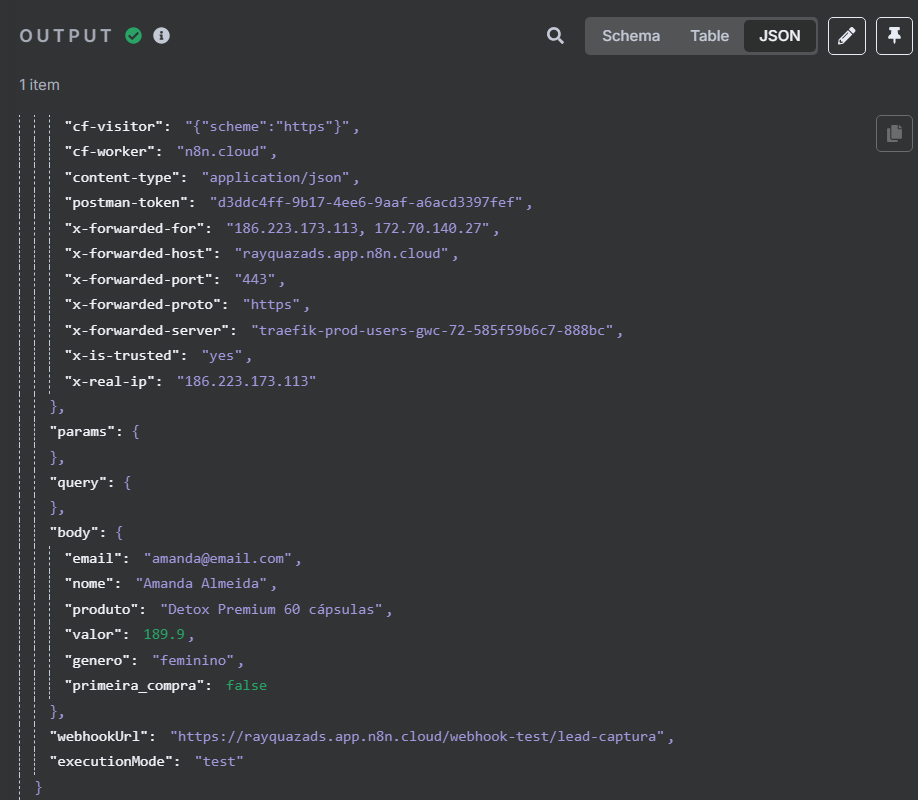 OUTPUT
Schema Table JSON
1 item
"cf-visitor": "{"scheme":"https"}",
"cf-worker": "n8n.cloud",
"content-type": "application/json",
"postman-token": "d3ddc4ff-9b17-4ee6-9aaf-a6acd3397fef",
"x-forwarded-for": "186.223.173.113, 172.70.140.27",
"x-forwarded-host": "rayquazads.app.n8n.cloud",
"x-forwarded-port": "443",
"x-forwarded-proto": "https",
"x-forwarded-server": "traefik-prod-users-gwc-72-585f59b6c7-888bc",
"x-is-trusted": "yes",
"x-real-ip": "186.223.173.113"
},
"params": {
},
"query": {
},
"body": {
"email": "amanda@email.com",
"nome": "Amanda Almeida",
"produto": "Detox Premium 60 cápsulas",
"valor": 189.9,
"genero": "feminino",
"primeira_compra": false
},
"webhookUrl": "https://rayquazads.app.n8n.cloud/webhook-test/lead-captura",
"executionMode": "test"
}